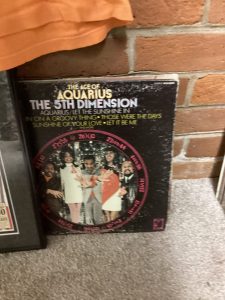 THE AGE OF
AQUARIUS
THE 5TH DIMENSION
AQUARIUS/LET THE SUNSHINE IN
ON A GROOVY THING • THOSE WERE THE DAYS
SUNSHINE OF YOUR LOVE • LET IT BE ME